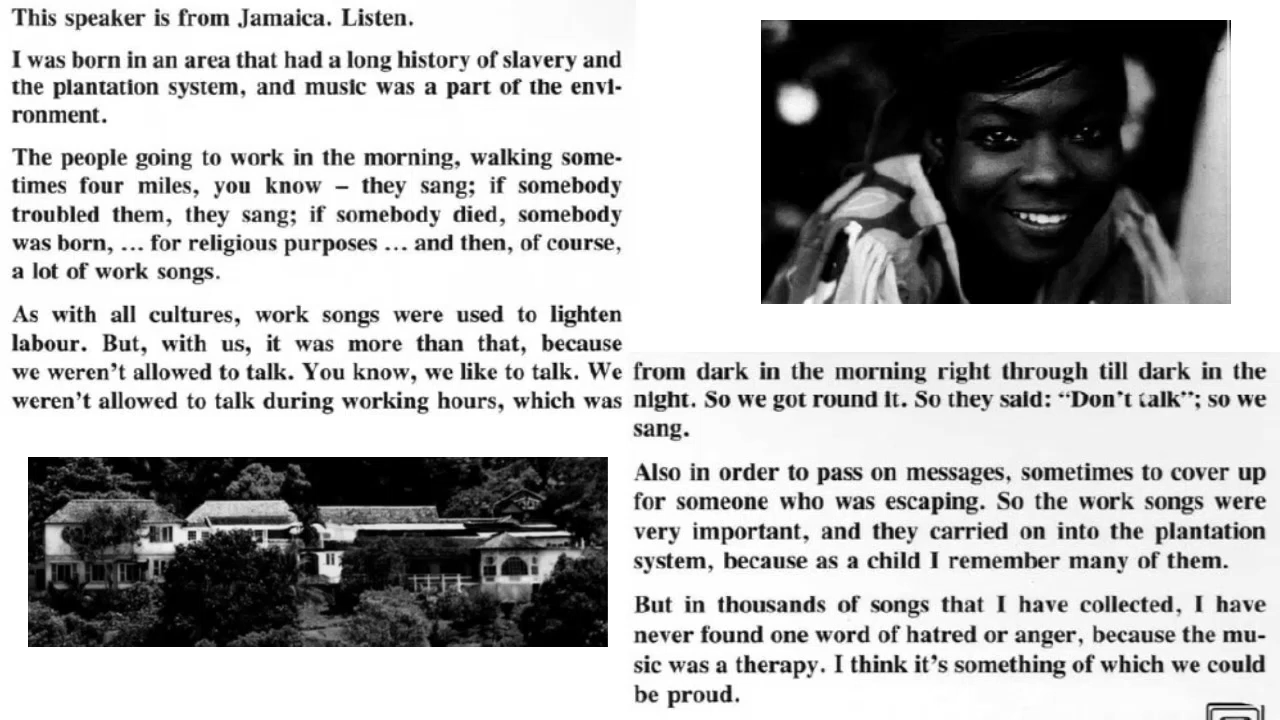 This speaker is from Jamaica. Listen.
I was born in an area that had a long history of slavery and
the plantation system, and music was a part of the envi-
ronment.
The people going to work in the morning, walking some-
times four miles, you know – they sang; if somebody
troubled them, they sang; if somebody died, somebody
was born, ... for religious purposes ... and then, of course,
a lot of work songs.
As with all cultures, work songs were used to lighten
labour. But, with us, it was more than that, because
we weren't allowed to talk. You know, we like to talk. We
weren't allowed to talk during working hours, which was
from dark in the morning right through till dark in the
night. So we got round it. So they said: “Don't talk”; so we
sang.
Also in order to pass on messages, sometimes to cover up
for someone who was escaping. So the work songs were
very important, and they carried on into the plantation
system, because as a child I remember many of them.
But in thousands of songs that I have collected, I have
never found one word of hatred or anger, because the mu-
sic was a therapy. I think it's something of which we could
be proud.